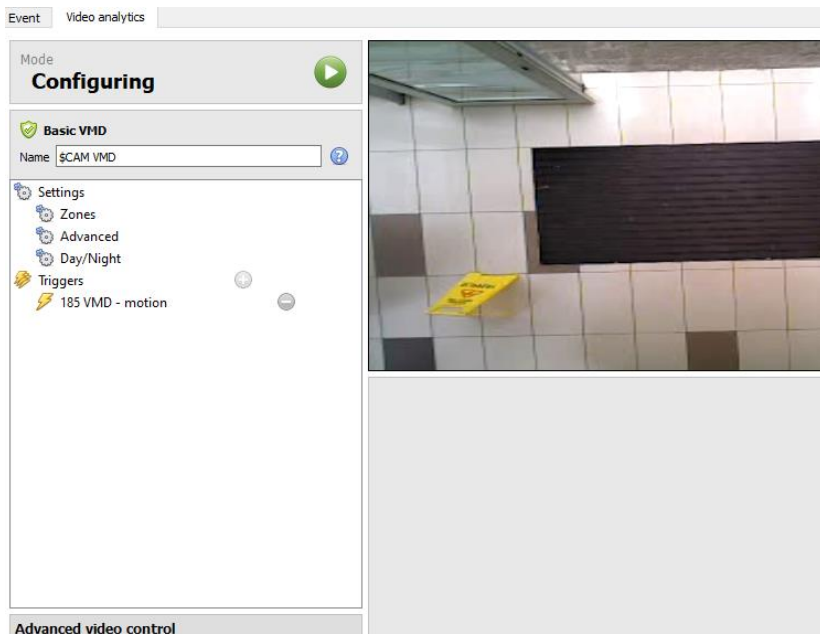 Event Video analytics
Mode
Configuring
Basic VMD
Name $CAM VMD
Settings
Zones
Advanced
Day/Night
Triggers
185 VMD - motion
Advanced video control